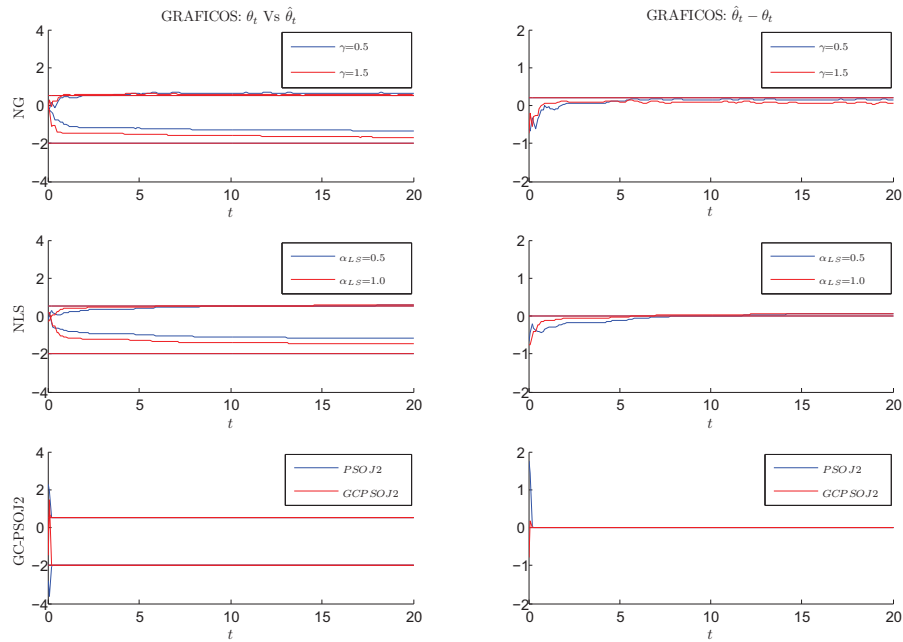 GRAFICOS: θ_t Vs θ̂_t
GRAFICOS: θ̂_t − θ_t
NG
4
2
0
−2
−4
0 5 10 15 20
t
γ=0.5
γ=1.5
2
1
0
−1
−2
0 5 10 15 20
t
γ=0.5
γ=1.5
NLS
4
2
0
−2
−4
0 5 10 15 20
t
α_LS=0.5
α_LS=1.0
2
1
0
−1
−2
0 5 10 15 20
t
α_LS=0.5
α_LS=1.0
GC-PSOJ2
4
2
0
−2
−4
0 5 10 15 20
t
PSOJ2
GCPSOJ2
2
1
0
−1
−2
0 5 10 15 20
t
PSOJ2
GCPSOJ2